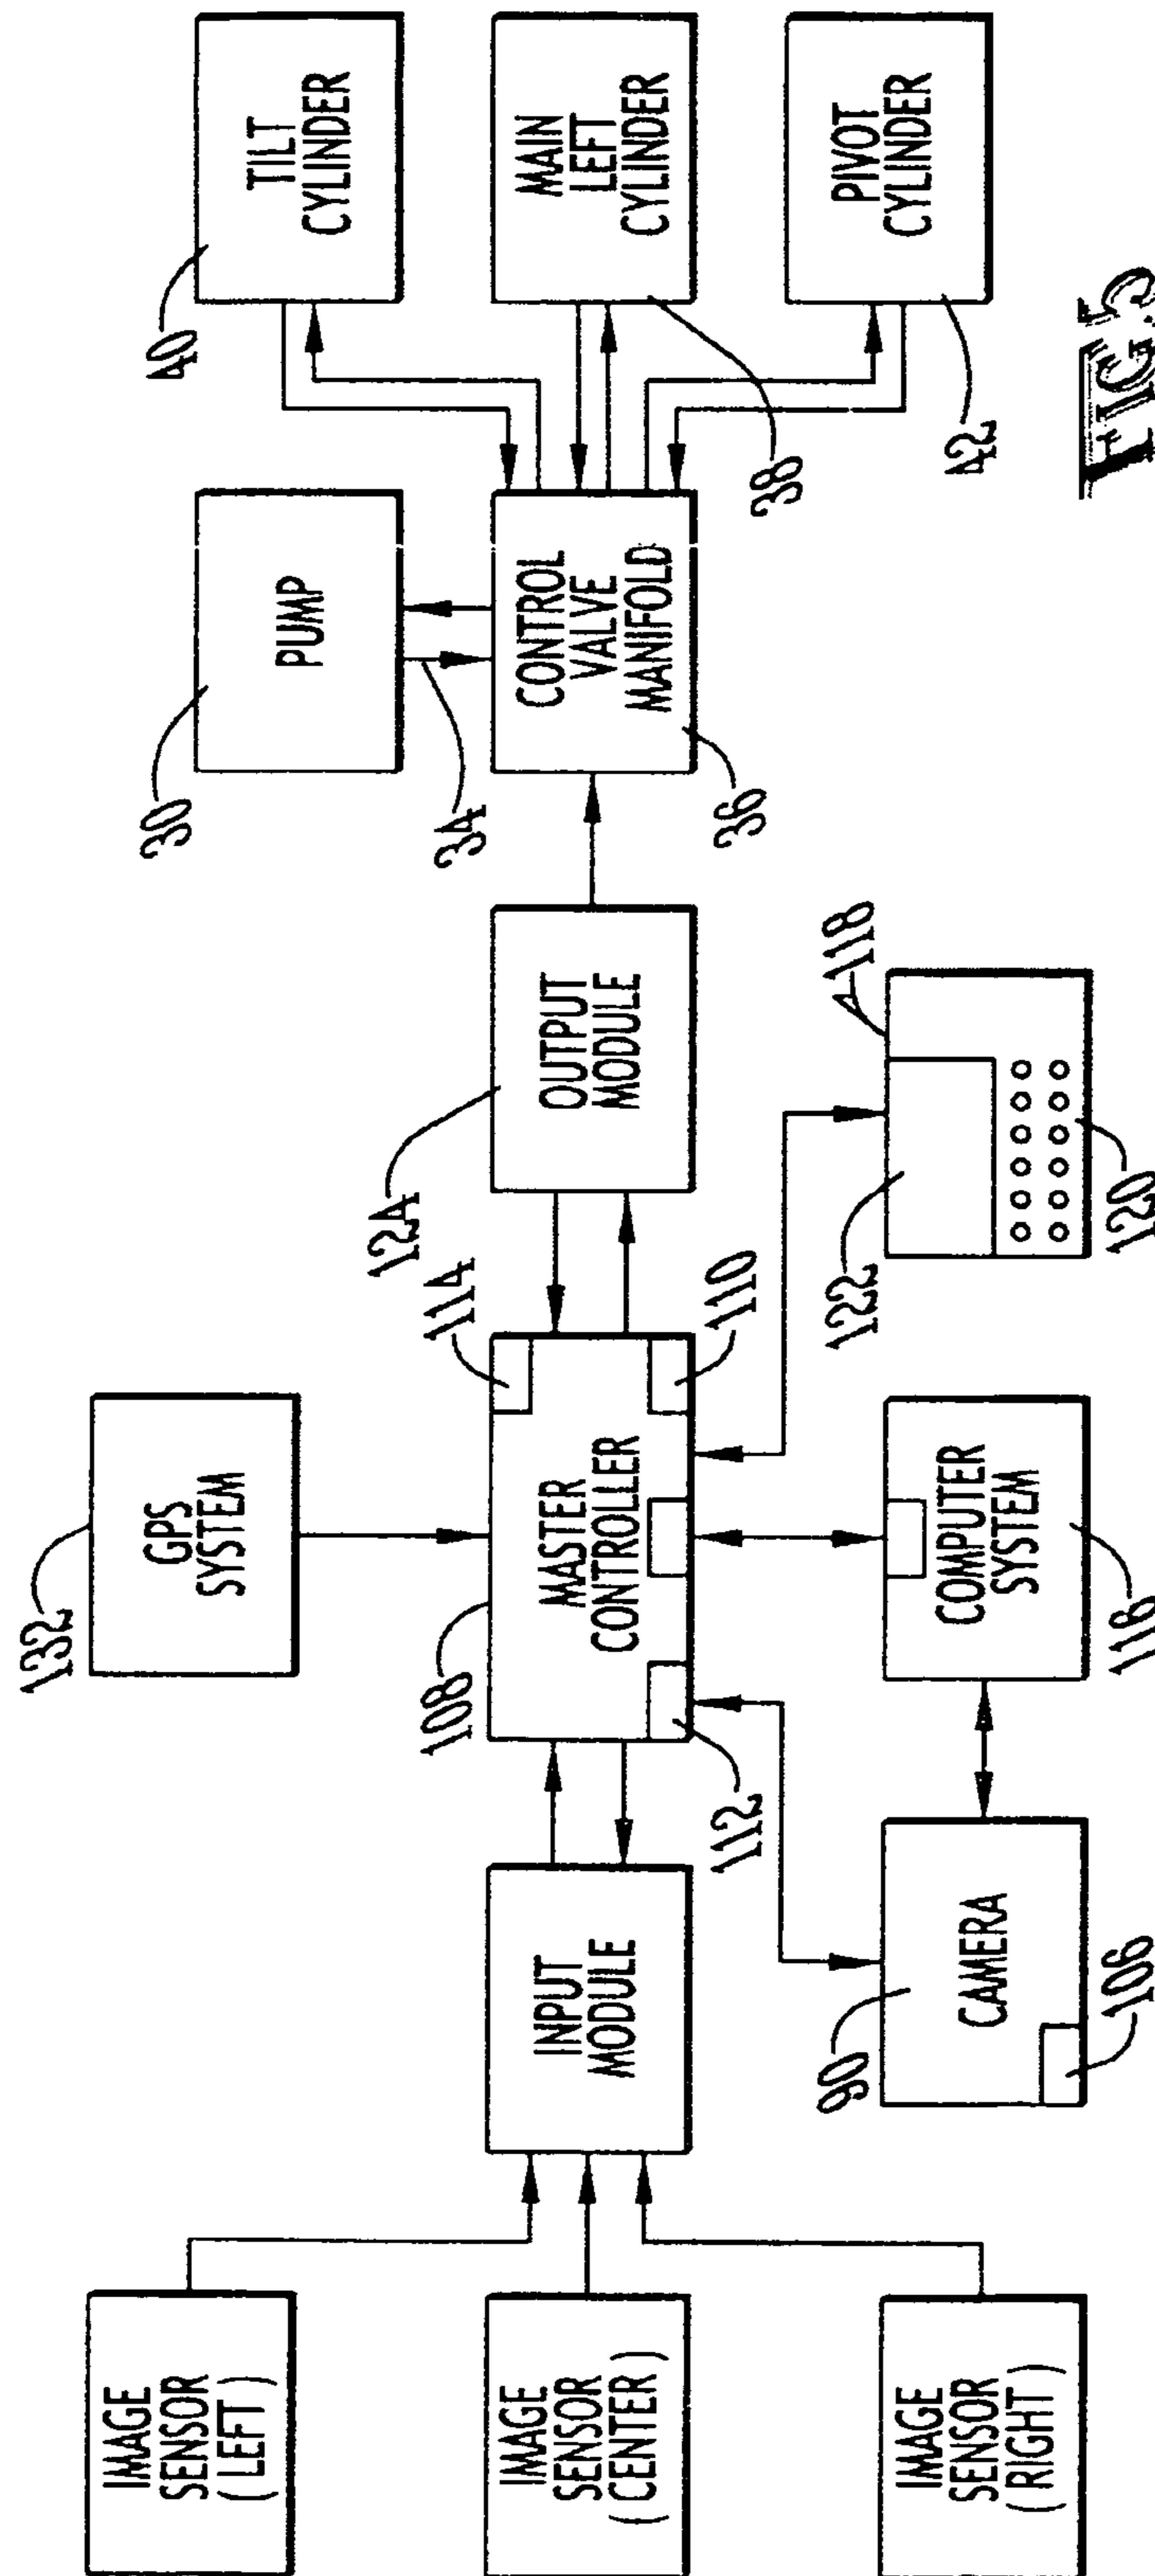 IMAGE
SENSOR
(LEFT)
132
GPS
SYSTEM
30
PUMP
40
TILT
CYLINDER
34
IMAGE
SENSOR
(CENTER)
INPUT
MODULE
108
MASTER
CONTROLLER
114
112
110
124
OUTPUT
MODULE
CONTROL
VALVE
MANIFOLD
36
MAIN
LEFT
CYLINDER
38
IMAGE
SENSOR
(RIGHT)
90
CAMERA
106
COMPUTER
SYSTEM
116
122
118
120
PIVOT
CYLINDER
42
FIG.5